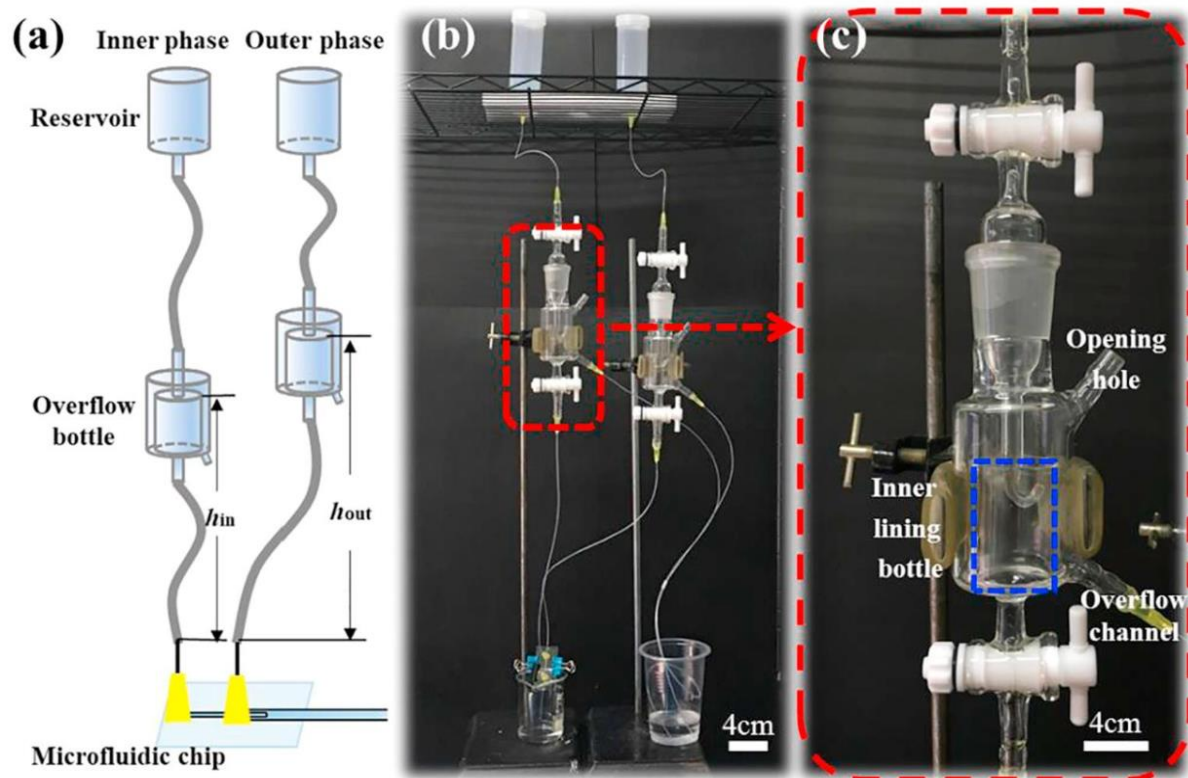 (a)
Inner phase
Outer phase
Reservoir
Overflow
bottle
hin
hout
Microfluidic chip
(b)
4cm
(c)
Opening
hole
Inner
lining
bottle
Overflow
channel
4cm